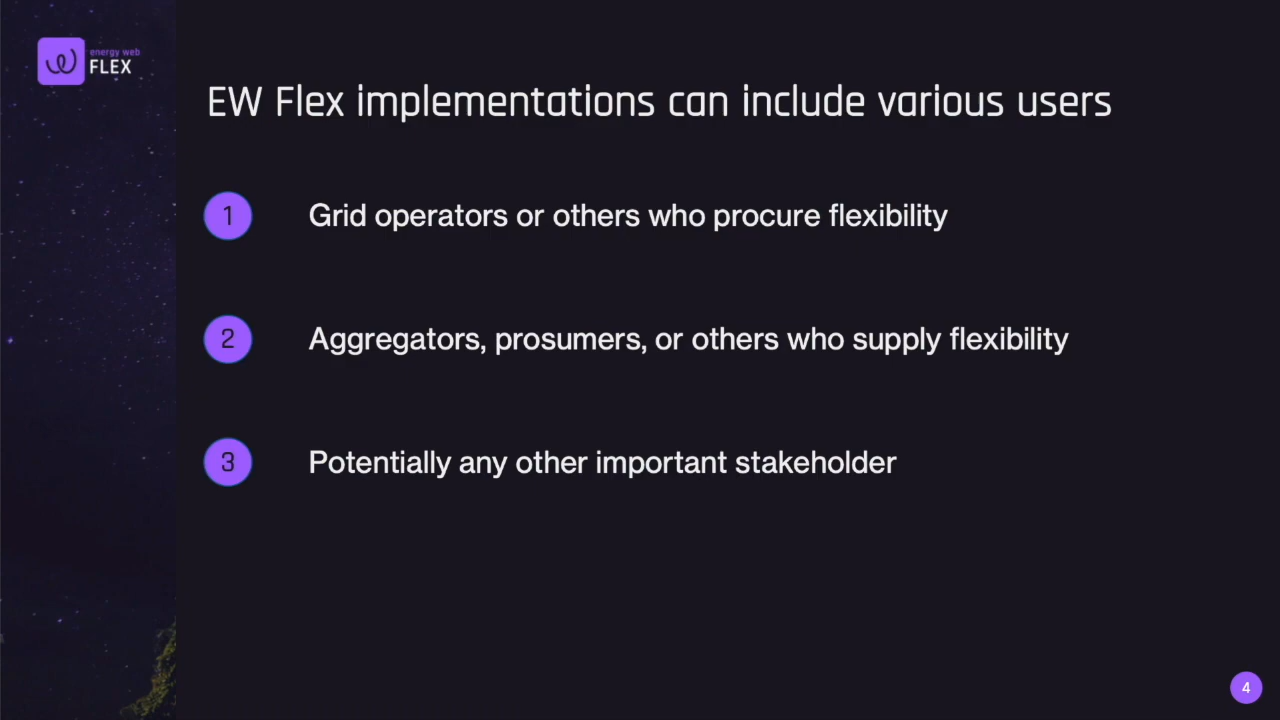 energy web
FLEX
EW Flex implementations can include various users
1 Grid operators or others who procure flexibility
2 Aggregators, prosumers, or others who supply flexibility
3 Potentially any other important stakeholder
4